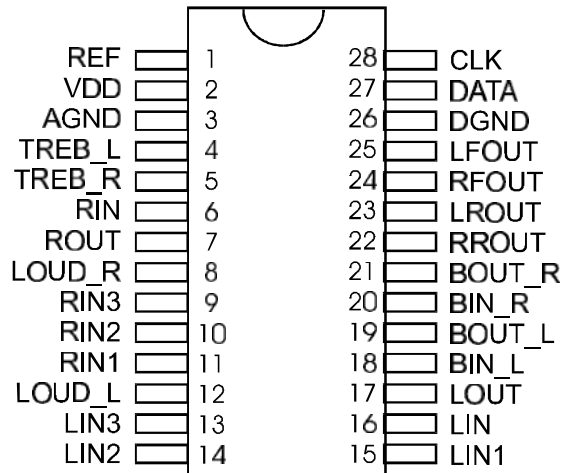 REF 1 28 CLK
VDD 2 27 DATA
AGND 3 26 DGND
TREB_L 4 25 LFOUT
TREB_R 5 24 RFOUT
RIN 6 23 LROUT
ROUT 7 22 RROUT
LOUD_R 8 21 BOUT_R
RIN3 9 20 BIN_R
RIN2 10 19 BOUT_L
RIN1 11 18 BIN_L
LOUD_L 12 17 LOUT
LIN3 13 16 LIN
LIN2 14 15 LIN1